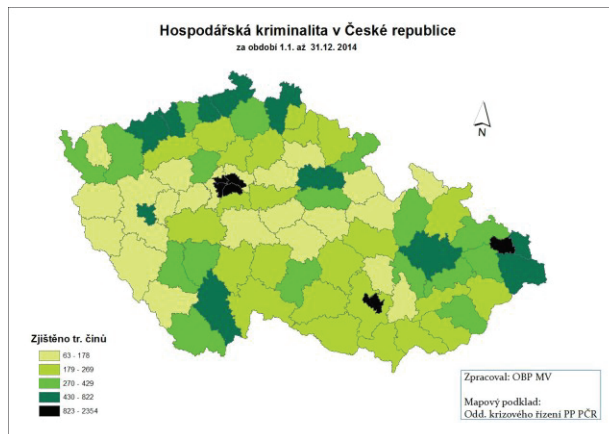 Hospodářská kriminalita v České republice
za období 1.1. až 31.12. 2014
N
Zjištěno tr. činů
63 - 178
179 - 269
270 - 429
430 - 822
823 - 2354
Zpracoval: OBP MV
Mapový podklad:
Odd. krizového řízení PP PČR